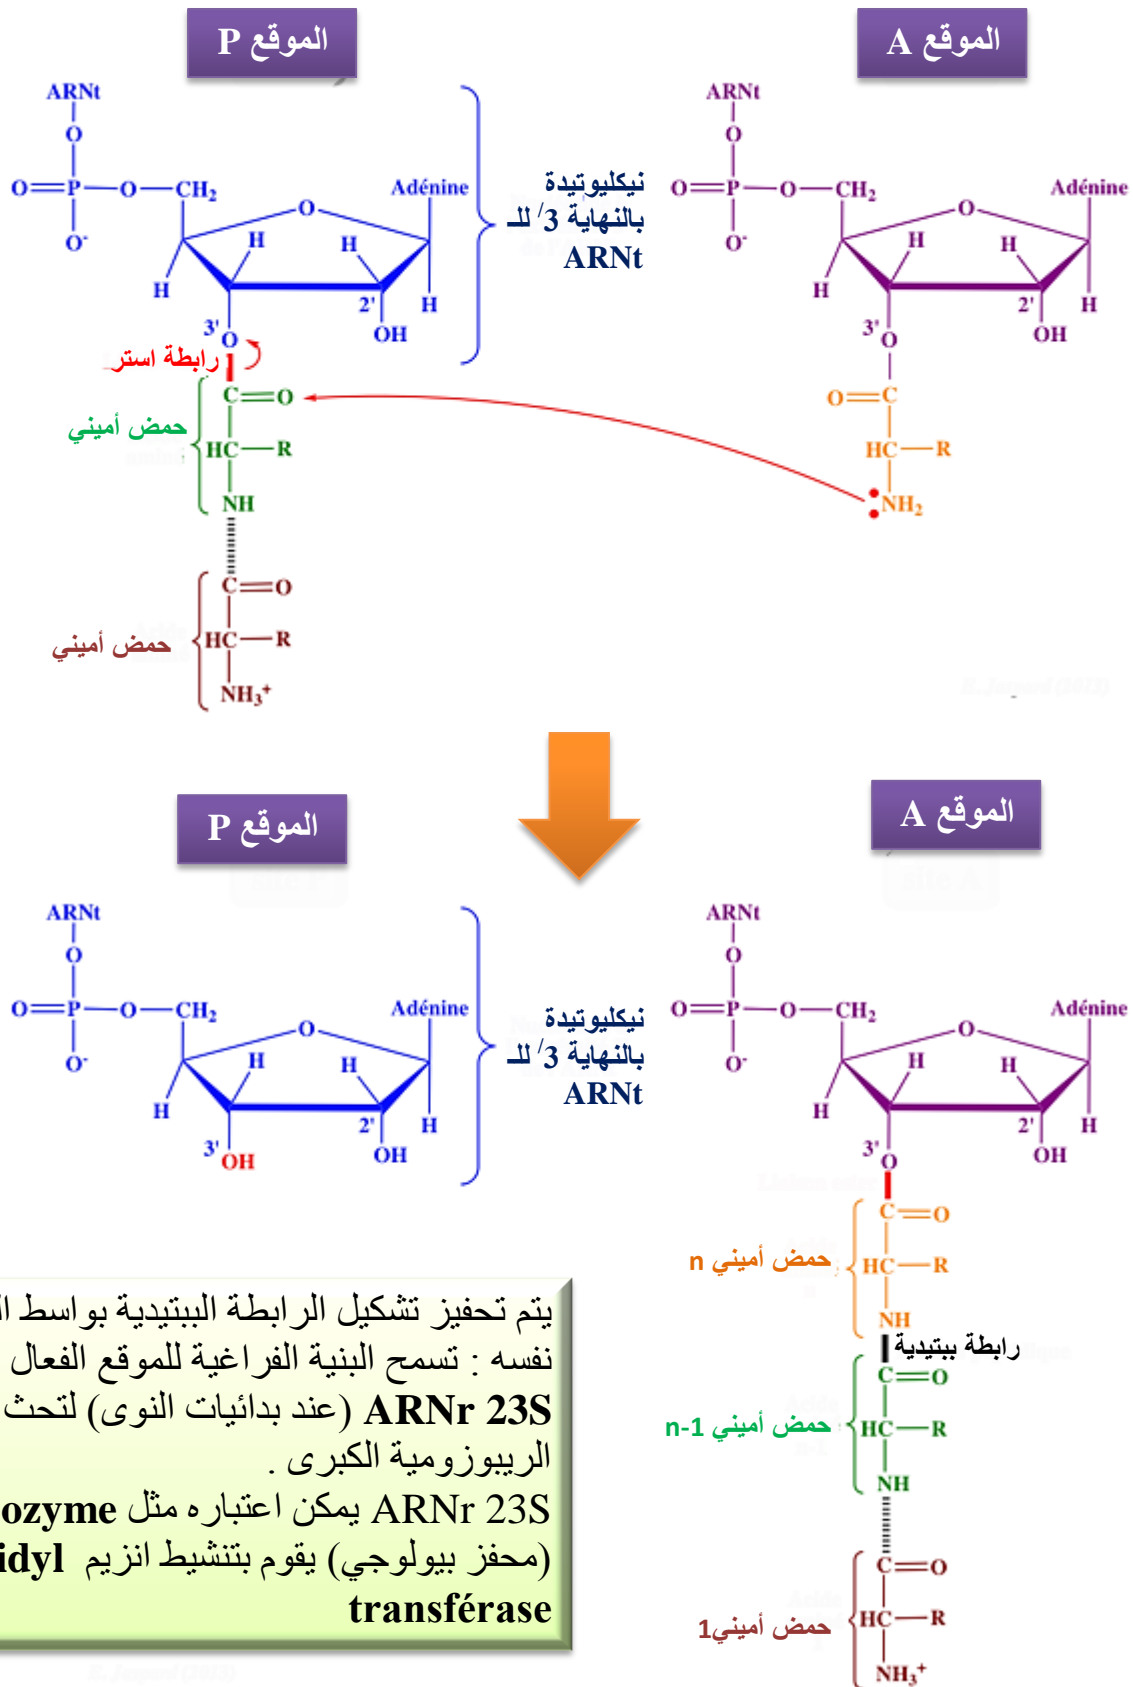 الموقع P
الموقع A
ARNt
O
O=P—O—CH₂
O⁻
Adénine
O
H
H
H
H
3'
2'
O
OH
نيكليوتيدة
بالنهاية 3/ للـ
ARNt
ARNt
O
O=P—O—CH₂
O⁻
Adénine
O
H
H
H
H
3'
2'
O
OH
رابطة استر
C=O
حمض أميني
HC—R
NH
C=O
حمض أميني
HC—R
NH₃⁺
O=C
HC—R
NH₂
الموقع P
الموقع A
ARNt
O
O=P—O—CH₂
O⁻
Adénine
O
H
H
H
H
3'
2'
OH
OH
نيكليوتيدة
بالنهاية 3/ للـ
ARNt
ARNt
O
O=P—O—CH₂
O⁻
Adénine
O
H
H
H
H
3'
2'
O
OH
C=O
حمض أميني n
HC—R
NH
رابطة ببتيدية
C=O
حمض أميني n-1
HC—R
NH
C=O
حمض أميني1
HC—R
NH₃⁺
يتم تحفيز تشكيل الرابطة الببتيدية بواسط
نفسه : تسمح البنية الفراغية للموقع الفعال
ARNr 23S (عند بدائيات النوى) لتحث
الريبوزومية الكبرى .
ARNr 23S يمكن اعتباره مثل ozyme
(محفز بيولوجي) يقوم بتنشيط انزيم idyl
transférase